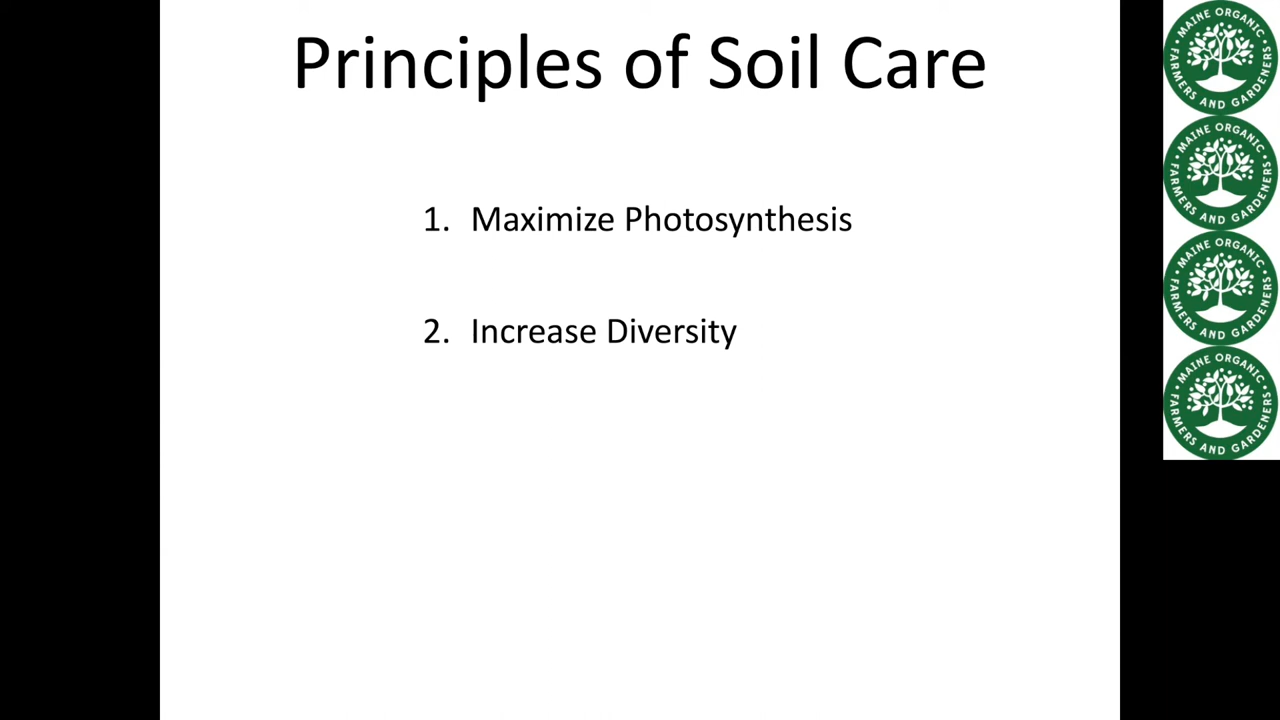 Principles of Soil Care
1. Maximize Photosynthesis
2. Increase Diversity
MAINE ORGANIC
FARMERS AND GARDENERS
MAINE ORGANIC
FARMERS AND GARDENERS
MAINE ORGANIC
FARMERS AND GARDENERS
MAINE ORGANIC
FARMERS AND GARDENERS